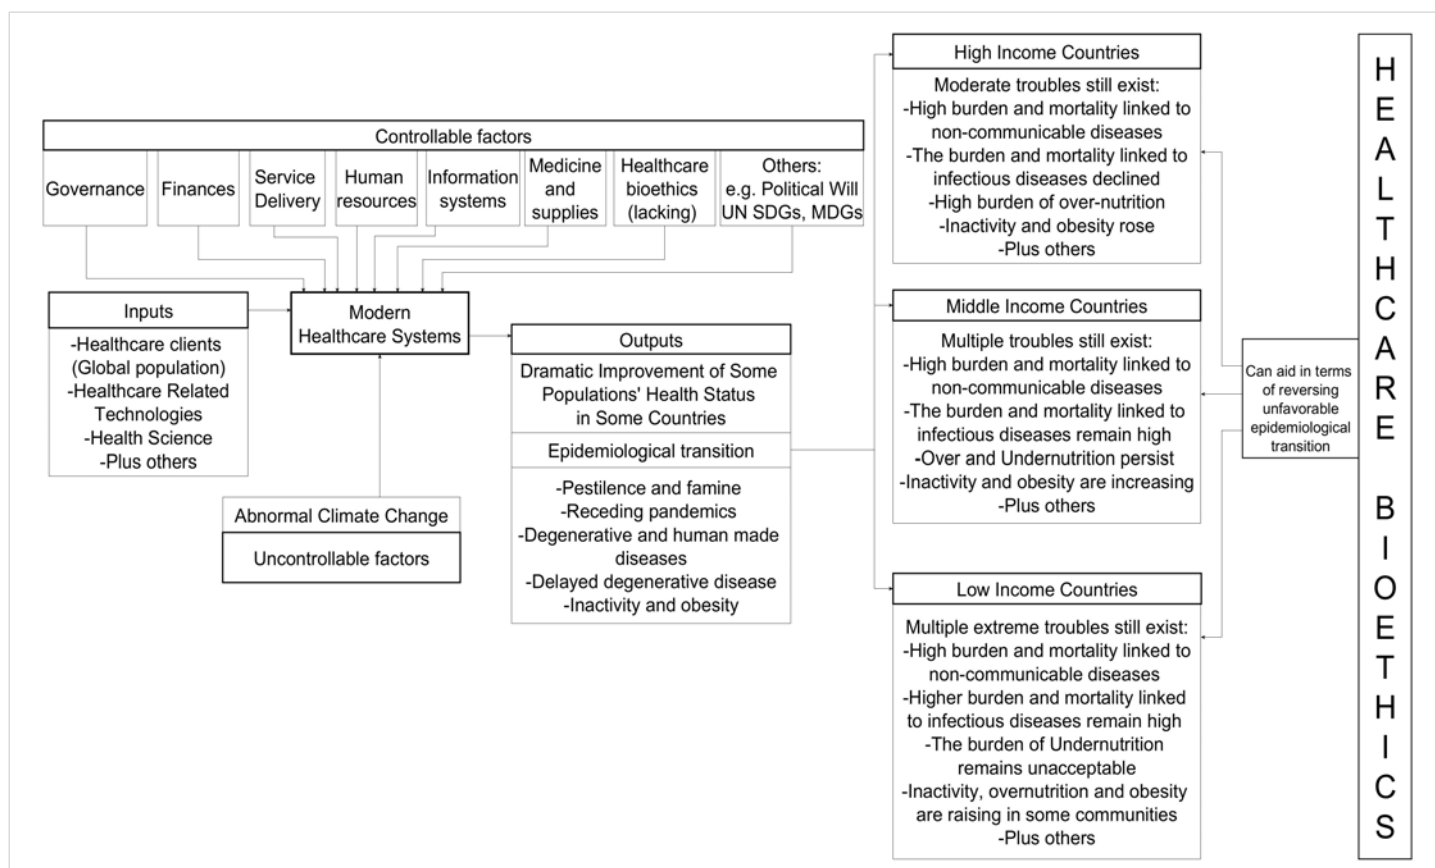 Controllable factors
Governance
Finances
Service
Delivery
Human
resources
Information
systems
Medicine
and
supplies
Healthcare
bioethics
(lacking)
Others:
e.g. Political Will
UN SDGs, MDGs
Inputs
-Healthcare clients
(Global population)
-Healthcare Related
Technologies
-Health Science
-Plus others
Modern
Healthcare Systems
Abnormal Climate Change
Uncontrollable factors
Outputs
Dramatic Improvement of Some
Populations' Health Status
in Some Countries
Epidemiological transition
-Pestilence and famine
-Receding pandemics
-Degenerative and human made
diseases
-Delayed degenerative disease
-Inactivity and obesity
High Income Countries
Moderate troubles still exist:
-High burden and mortality linked to
non-communicable diseases
-The burden and mortality linked to
infectious diseases declined
-High burden of over-nutrition
-Inactivity and obesity rose
-Plus others
Middle Income Countries
Multiple troubles still exist:
-High burden and mortality linked to
non-communicable diseases
-The burden and mortality linked to
infectious diseases remain high
-Over and Undernutrition persist
-Inactivity and obesity are increasing
-Plus others
Low Income Countries
Multiple extreme troubles still exist:
-High burden and mortality linked to
non-communicable diseases
-Higher burden and mortality linked
to infectious diseases remain high
-The burden of Undernutrition
remains unacceptable
-Inactivity, overnutrition and obesity
are raising in some communities
-Plus others
Can aid in terms
of reversing
unfavorable
epidemiological
transition
HEALTHCARE BIOETHICS